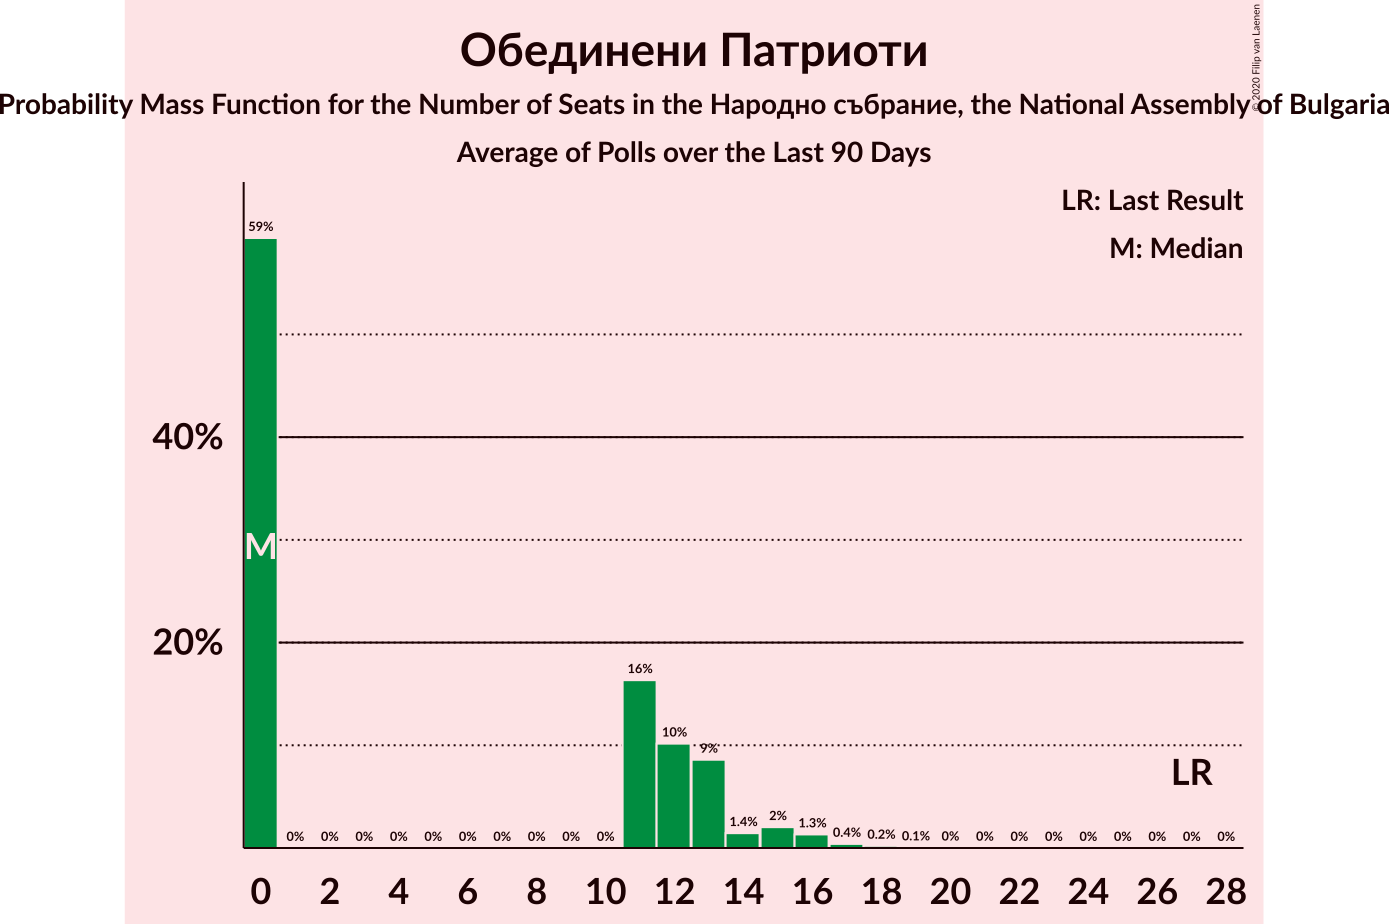 Обединени Патриоти
Probability Mass Function for the Number of Seats in the Народно събрание, the National Assembly of Bulgaria
Average of Polls over the Last 90 Days
© 2020 Filip van Laenen
LR: Last Result
M: Median
59%
40%
M
20%
16%
10%
9%
LR
0% 0% 0% 0% 0% 0% 0% 0% 0% 0% 1.4% 2% 1.3% 0.4% 0.2% 0.1% 0% 0% 0% 0% 0% 0% 0% 0% 0%
0 2 4 6 8 10 12 14 16 18 20 22 24 26 28